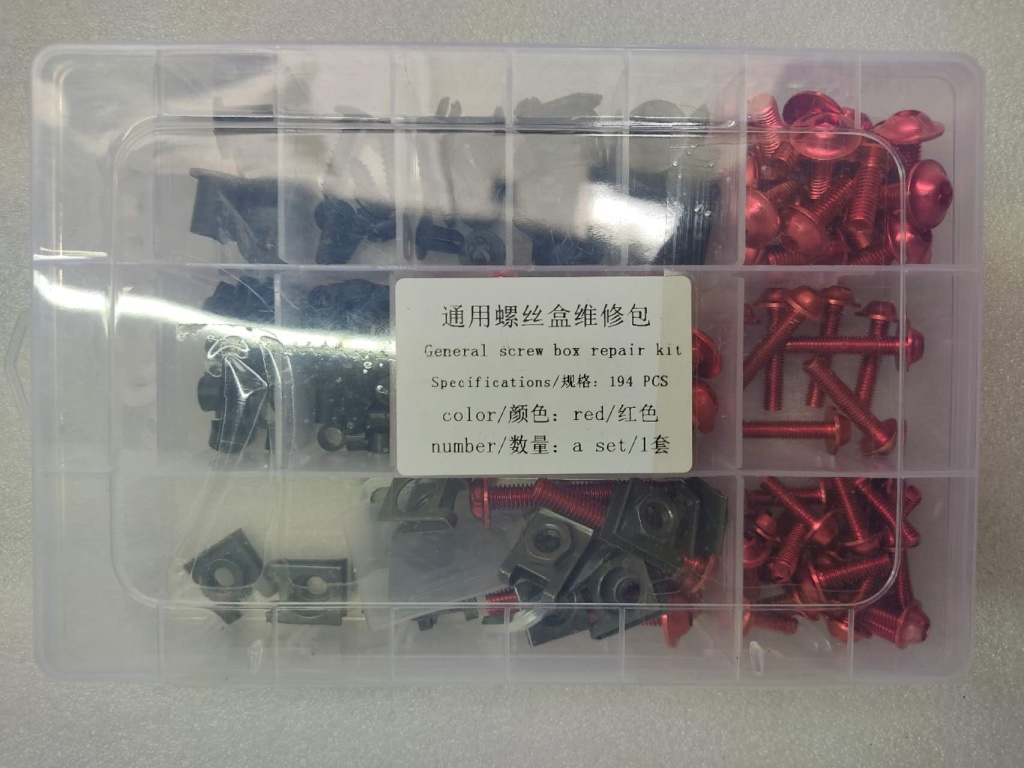 通用螺丝盒维修包
General screw box repair kit
Specifications/规格: 194 PCS
color/颜色: red/红色
number/数量: a set/1套